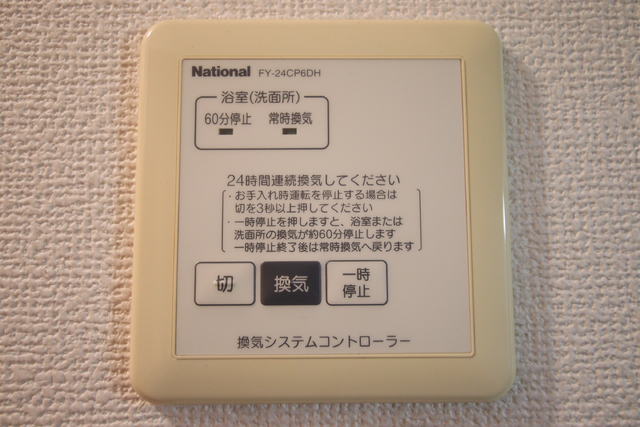 National FY-24CP6DH
浴室(洗面所)
60分停止 常時換気
24時間連続換気してください
・お手入れ時運転を停止する場合は
切を3秒以上押してください
・一時停止を押しますと、浴室または
洗面所の換気が約60分停止します
一時停止終了後は常時換気へ戻ります
切 換気 一時
停止
換気システムコントローラー